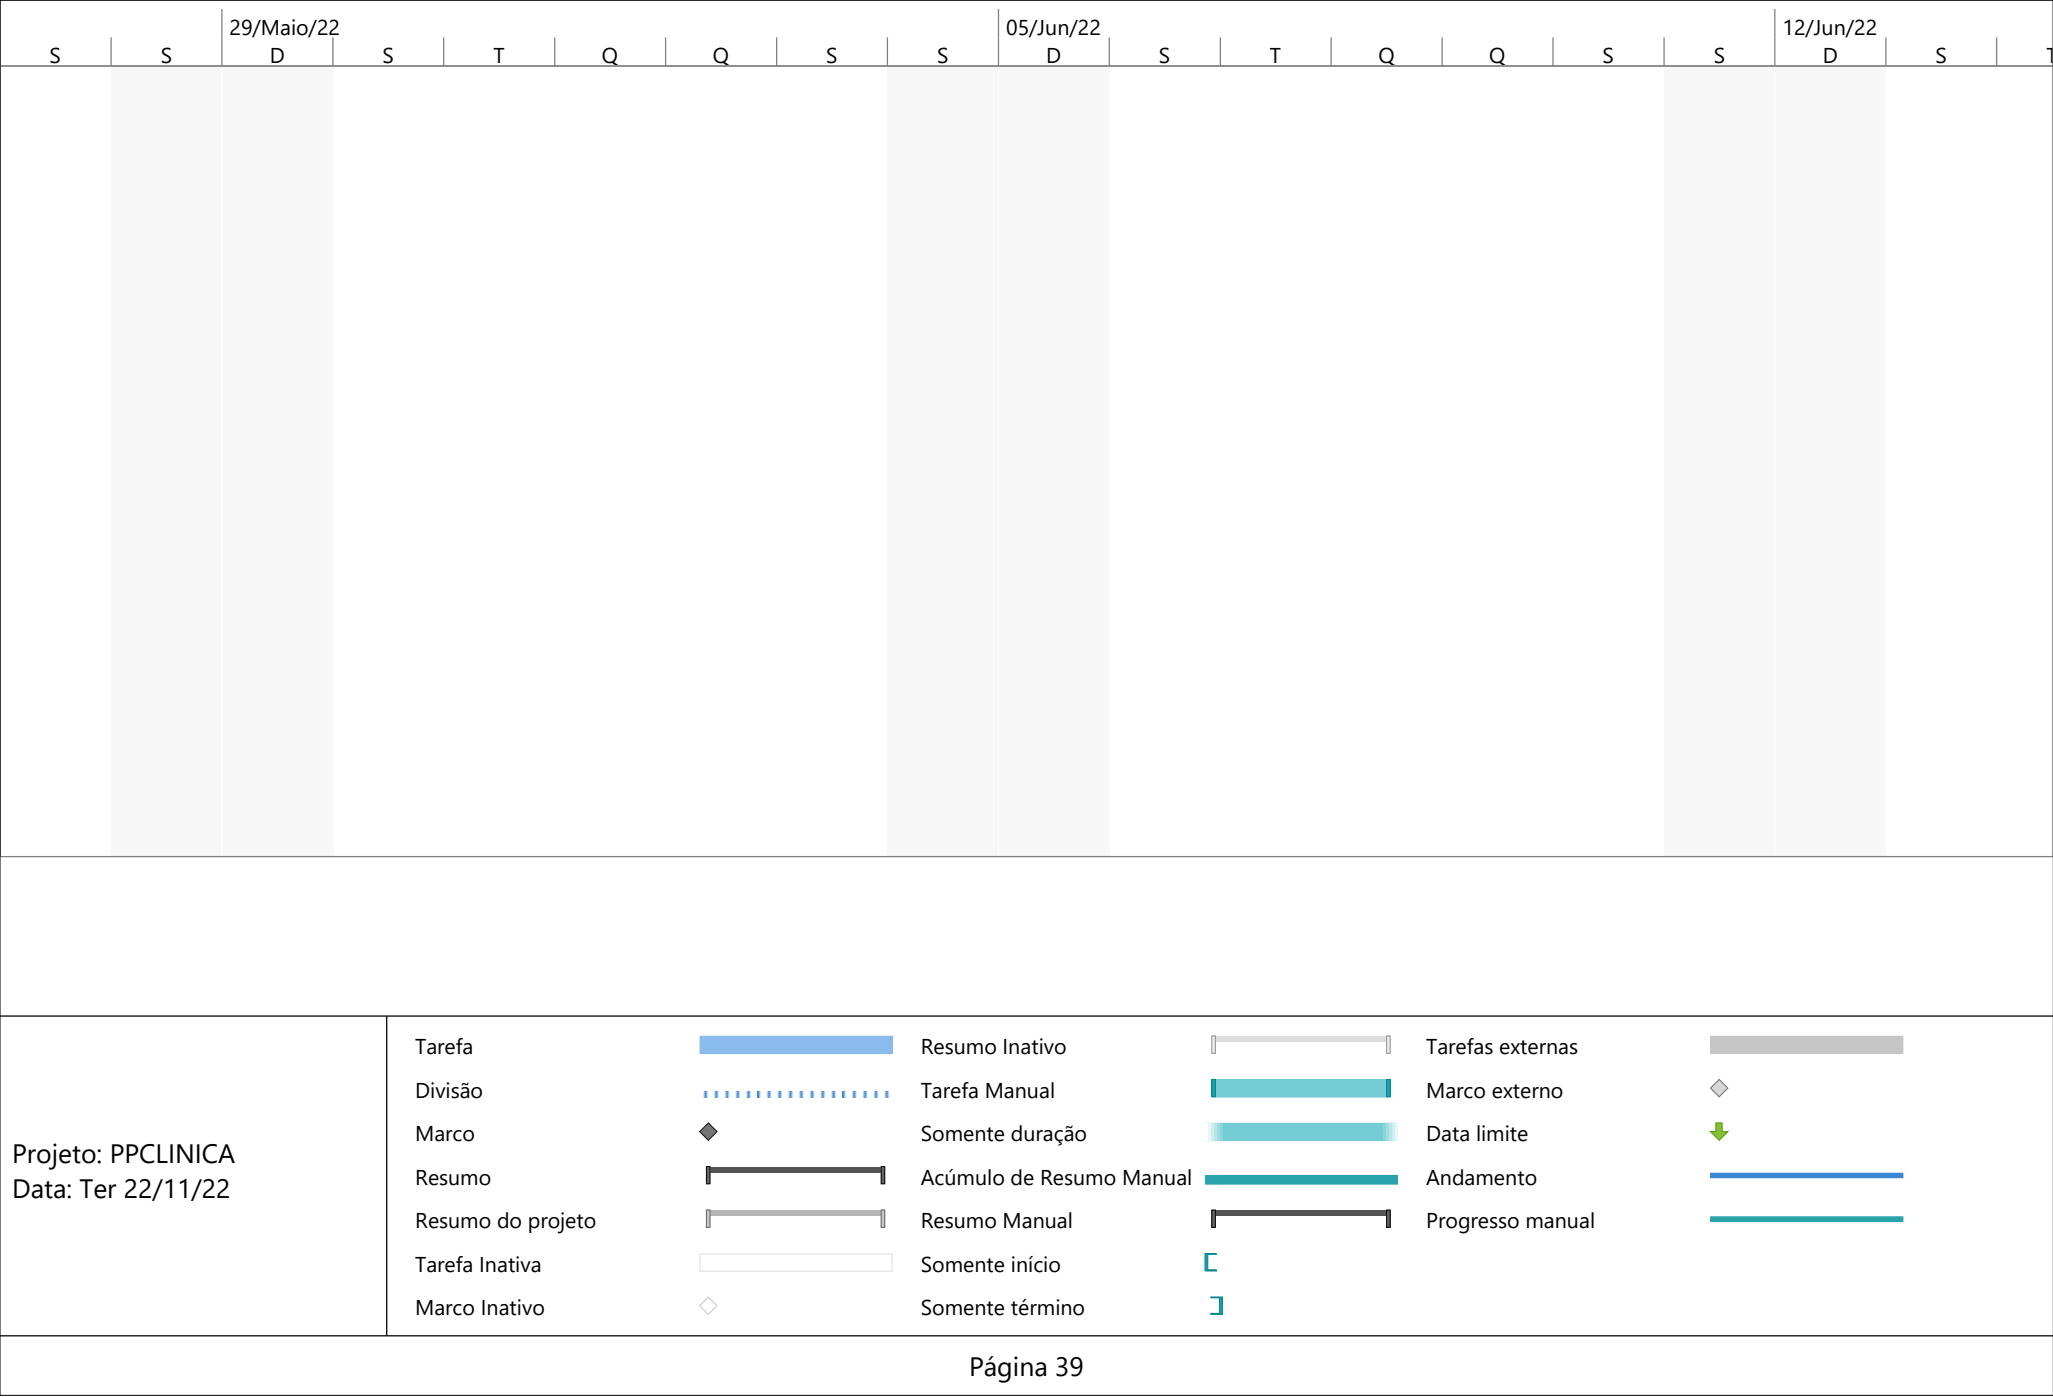 29/Maio/22 05/Jun/22 12/Jun/22
S S D S T Q Q S S D S T Q Q S S D S T
Tarefa
Divisão
Marco
Resumo
Resumo do projeto
Tarefa Inativa
Marco Inativo
Resumo Inativo
Tarefa Manual
Somente duração
Acúmulo de Resumo Manual
Resumo Manual
Somente início
Somente término
Tarefas externas
Marco externo
Data limite
Andamento
Progresso manual
Projeto: PPCLINICA
Data: Ter 22/11/22
Página 39